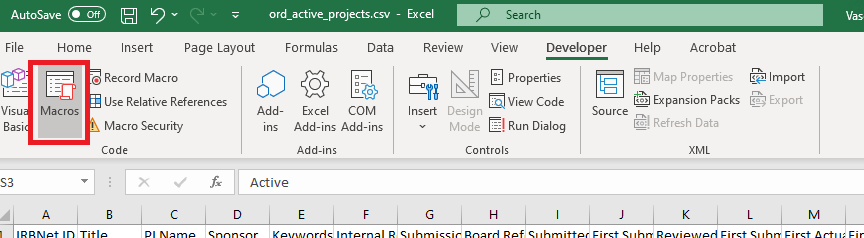 AutoSave Off ord_active_projects.csv - Excel Search Vas
File Home Insert Page Layout Formulas Data Review View Developer Help Acrobat
Visual Basic Macros Record Macro Use Relative References Macro Security Code
Add-ins Excel Add-ins COM Add-ins Add-ins
Insert Design Mode Properties View Code Run Dialog Controls
Source Map Properties Expansion Packs Refresh Data Import Export XML
S3 fx Active
A B C D E F G H I J K L M
1 IRBNet ID Title PI Name Sponsor Keywords Internal R Submissio Board Ref Submitted First Subm Reviewed First Subm First Actua Fi